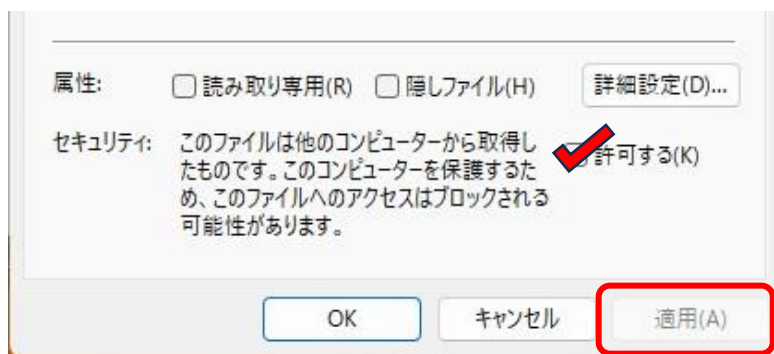 属性: 読み取り専用(R) 隠しファイル(H) 詳細設定(D)...
セキュリティ: このファイルは他のコンピューターから取得し 許可する(K)
たものです。このコンピューターを保護するた
め、このファイルへのアクセスはブロックされる
可能性があります。
OK キャンセル 適用(A)